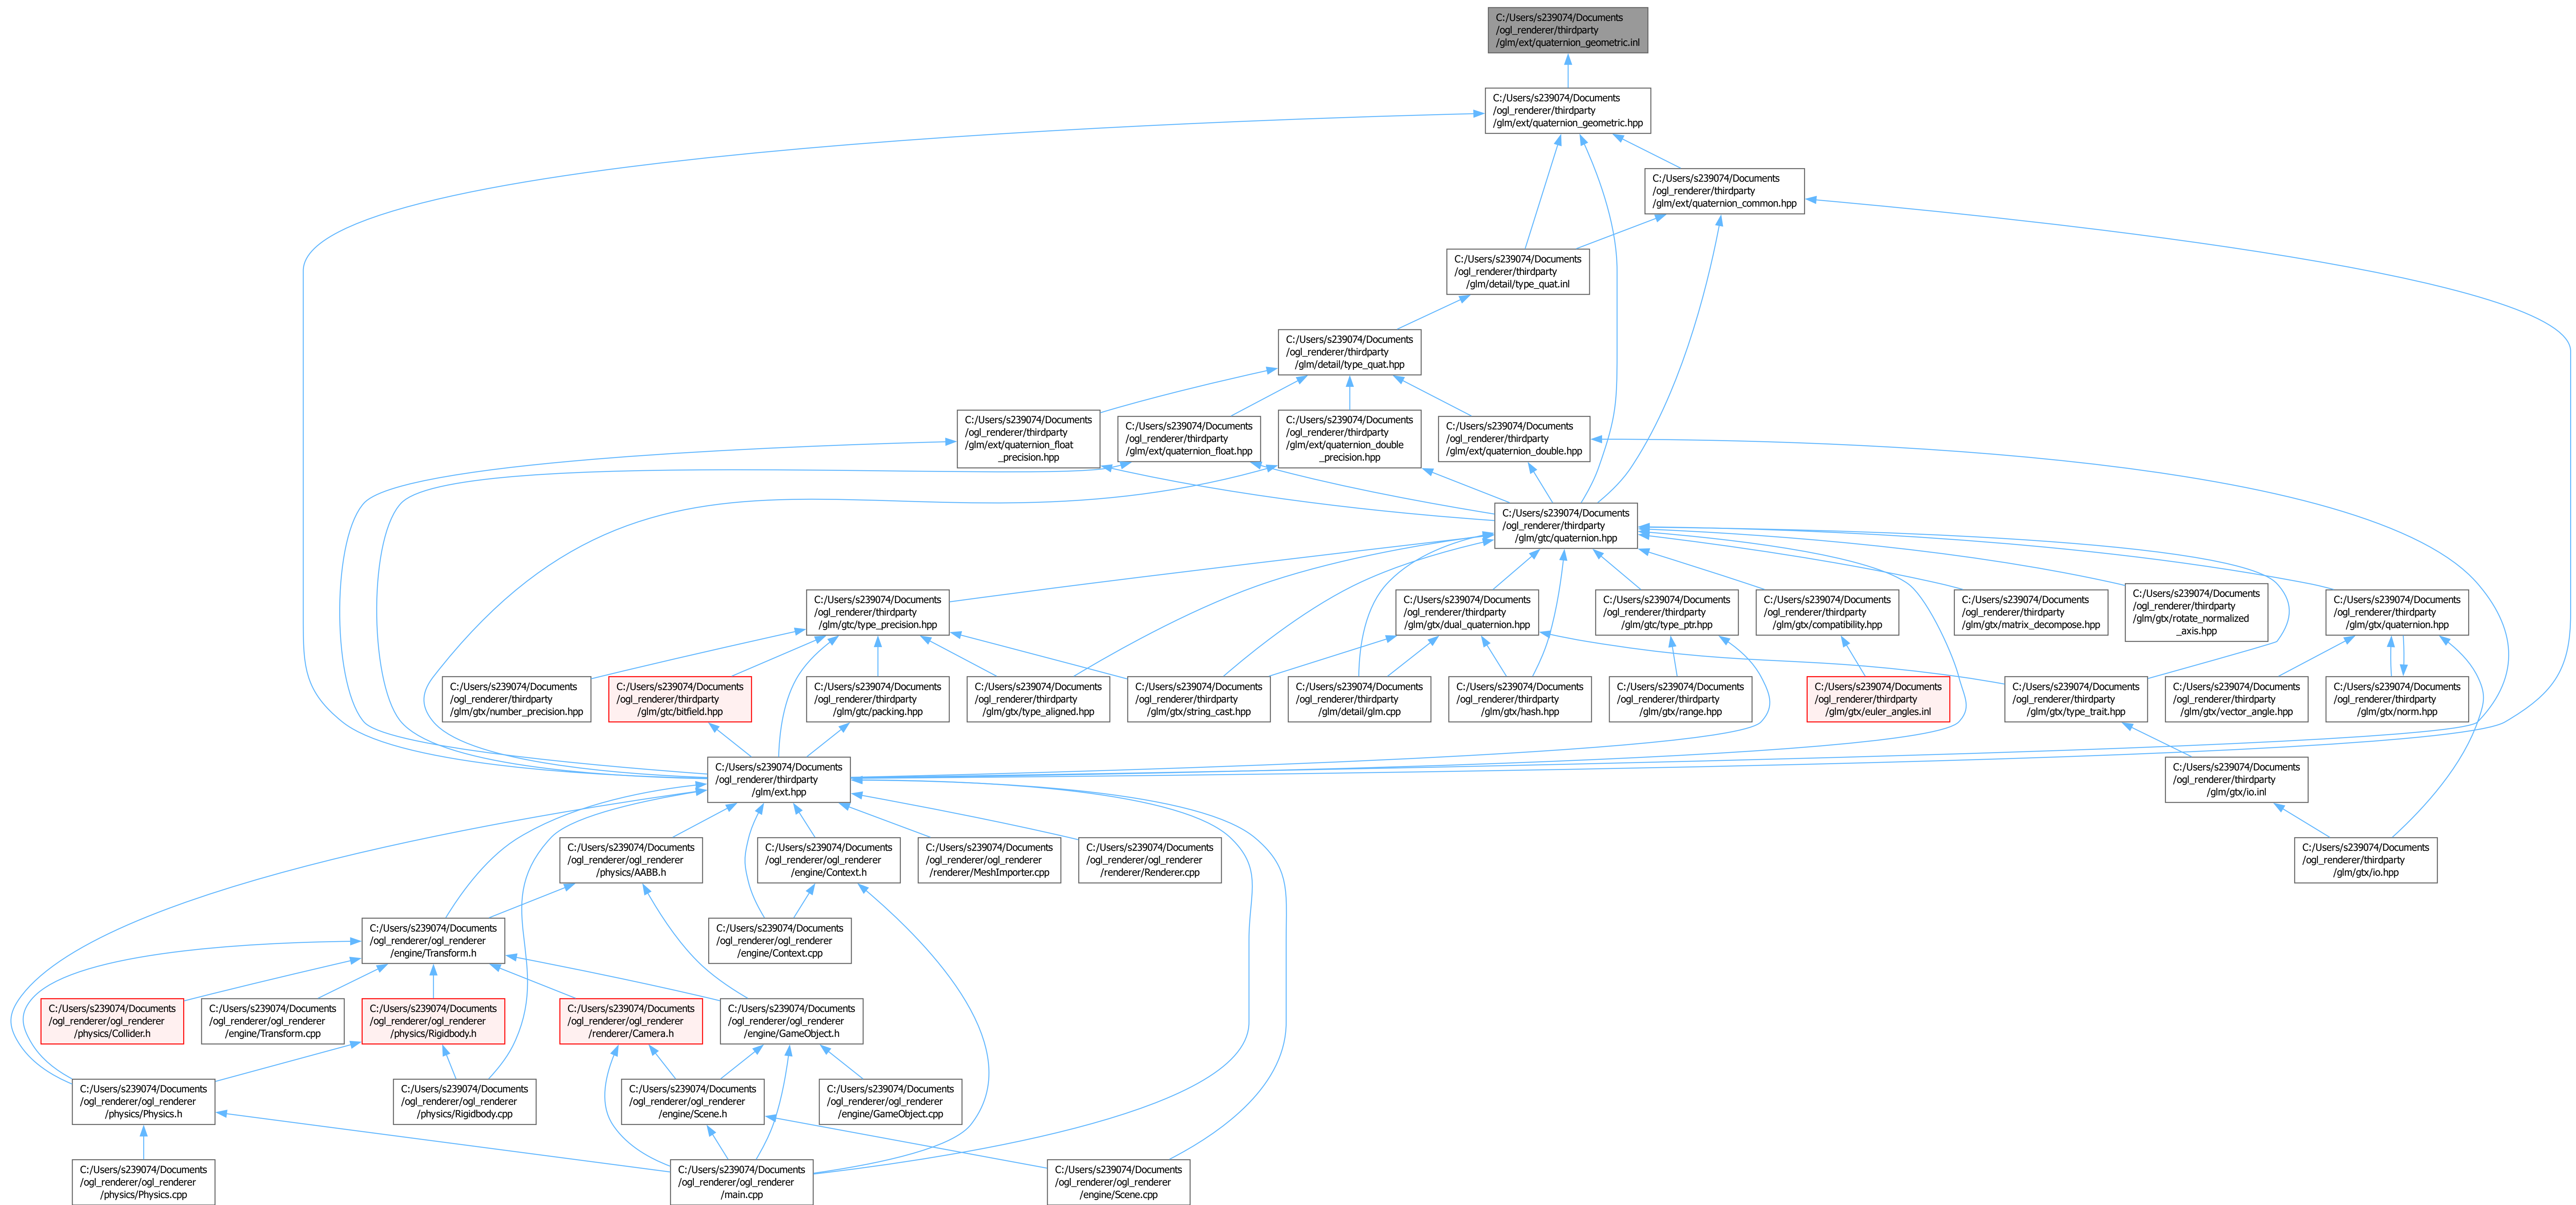 C:/Users/s239074/Documents
/ogl_renderer/thirdparty
/glm/ext/quaternion_geometric.inl
C:/Users/s239074/Documents
/ogl_renderer/thirdparty
/glm/ext/quaternion_geometric.hpp
C:/Users/s239074/Documents
/ogl_renderer/thirdparty
/glm/ext/quaternion_common.hpp
C:/Users/s239074/Documents
/ogl_renderer/thirdparty
/glm/detail/type_quat.inl
C:/Users/s239074/Documents
/ogl_renderer/thirdparty
/glm/detail/type_quat.hpp
C:/Users/s239074/Documents
/ogl_renderer/thirdparty
/glm/ext/quaternion_float
_precision.hpp
C:/Users/s239074/Documents
/ogl_renderer/thirdparty
/glm/ext/quaternion_float.hpp
C:/Users/s239074/Documents
/ogl_renderer/thirdparty
/glm/ext/quaternion_double
_precision.hpp
C:/Users/s239074/Documents
/ogl_renderer/thirdparty
/glm/ext/quaternion_double.hpp
C:/Users/s239074/Documents
/ogl_renderer/thirdparty
/glm/gtc/quaternion.hpp
C:/Users/s239074/Documents
/ogl_renderer/thirdparty
/glm/gtc/type_precision.hpp
C:/Users/s239074/Documents
/ogl_renderer/thirdparty
/glm/gtx/dual_quaternion.hpp
C:/Users/s239074/Documents
/ogl_renderer/thirdparty
/glm/gtc/type_ptr.hpp
C:/Users/s239074/Documents
/ogl_renderer/thirdparty
/glm/gtx/compatibility.hpp
C:/Users/s239074/Documents
/ogl_renderer/thirdparty
/glm/gtx/matrix_decompose.hpp
C:/Users/s239074/Documents
/ogl_renderer/thirdparty
/glm/gtx/rotate_normalized
_axis.hpp
C:/Users/s239074/Documents
/ogl_renderer/thirdparty
/glm/gtx/quaternion.hpp
C:/Users/s239074/Documents
/ogl_renderer/thirdparty
/glm/gtx/number_precision.hpp
C:/Users/s239074/Documents
/ogl_renderer/thirdparty
/glm/gtc/bitfield.hpp
C:/Users/s239074/Documents
/ogl_renderer/thirdparty
/glm/gtc/packing.hpp
C:/Users/s239074/Documents
/ogl_renderer/thirdparty
/glm/gtx/type_aligned.hpp
C:/Users/s239074/Documents
/ogl_renderer/thirdparty
/glm/gtx/string_cast.hpp
C:/Users/s239074/Documents
/ogl_renderer/thirdparty
/glm/detail/glm.cpp
C:/Users/s239074/Documents
/ogl_renderer/thirdparty
/glm/gtx/hash.hpp
C:/Users/s239074/Documents
/ogl_renderer/thirdparty
/glm/gtx/range.hpp
C:/Users/s239074/Documents
/ogl_renderer/thirdparty
/glm/gtx/euler_angles.inl
C:/Users/s239074/Documents
/ogl_renderer/thirdparty
/glm/gtx/type_trait.hpp
C:/Users/s239074/Documents
/ogl_renderer/thirdparty
/glm/gtx/vector_angle.hpp
C:/Users/s239074/Documents
/ogl_renderer/thirdparty
/glm/gtx/norm.hpp
C:/Users/s239074/Documents
/ogl_renderer/thirdparty
/glm/ext.hpp
C:/Users/s239074/Documents
/ogl_renderer/thirdparty
/glm/gtx/io.inl
C:/Users/s239074/Documents
/ogl_renderer/ogl_renderer
/physics/AABB.h
C:/Users/s239074/Documents
/ogl_renderer/ogl_renderer
/engine/Context.h
C:/Users/s239074/Documents
/ogl_renderer/ogl_renderer
/renderer/MeshImporter.cpp
C:/Users/s239074/Documents
/ogl_renderer/ogl_renderer
/renderer/Renderer.cpp
C:/Users/s239074/Documents
/ogl_renderer/thirdparty
/glm/gtx/io.hpp
C:/Users/s239074/Documents
/ogl_renderer/ogl_renderer
/engine/Transform.h
C:/Users/s239074/Documents
/ogl_renderer/ogl_renderer
/engine/Context.cpp
C:/Users/s239074/Documents
/ogl_renderer/ogl_renderer
/physics/Collider.h
C:/Users/s239074/Documents
/ogl_renderer/ogl_renderer
/engine/Transform.cpp
C:/Users/s239074/Documents
/ogl_renderer/ogl_renderer
/physics/Rigidbody.h
C:/Users/s239074/Documents
/ogl_renderer/ogl_renderer
/renderer/Camera.h
C:/Users/s239074/Documents
/ogl_renderer/ogl_renderer
/engine/GameObject.h
C:/Users/s239074/Documents
/ogl_renderer/ogl_renderer
/physics/Physics.h
C:/Users/s239074/Documents
/ogl_renderer/ogl_renderer
/physics/Rigidbody.cpp
C:/Users/s239074/Documents
/ogl_renderer/ogl_renderer
/engine/Scene.h
C:/Users/s239074/Documents
/ogl_renderer/ogl_renderer
/engine/GameObject.cpp
C:/Users/s239074/Documents
/ogl_renderer/ogl_renderer
/physics/Physics.cpp
C:/Users/s239074/Documents
/ogl_renderer/ogl_renderer
/main.cpp
C:/Users/s239074/Documents
/ogl_renderer/ogl_renderer
/engine/Scene.cpp